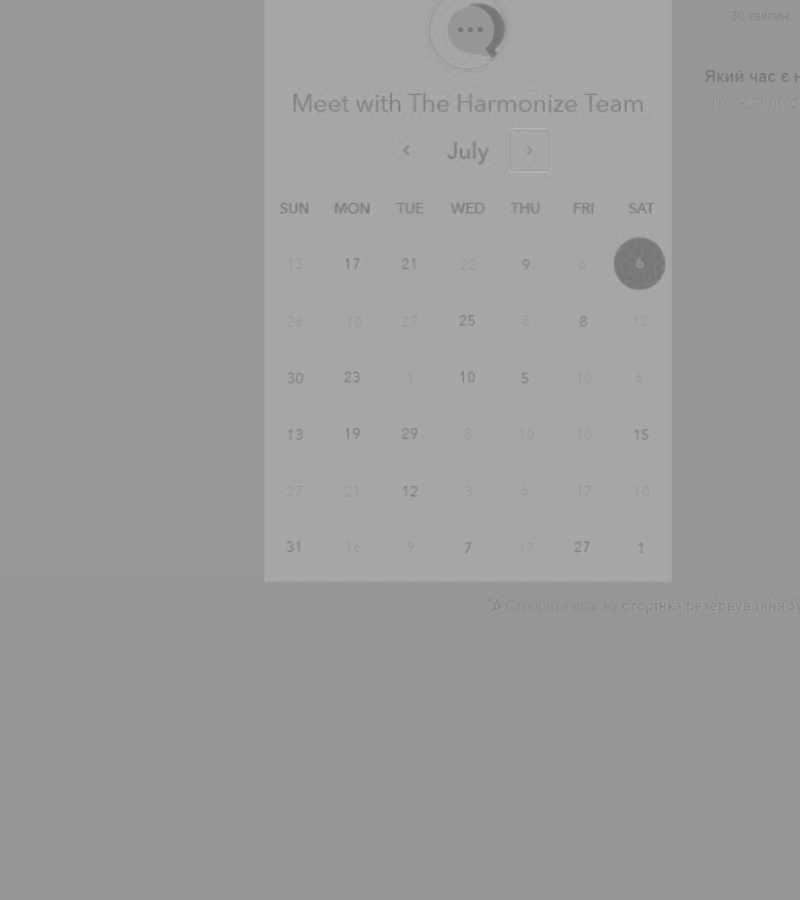 30 хвилин
Який час є
Meet with The Harmonize Team
July
SUN MON TUE WED THU FRI SAT
13 17 21 22 9 6 6
26 10 27 25 8 8 12
30 23 1 10 5 10 6
13 19 29 8 10 10 15
27 21 12 3 6 17 10
31 16 9 7 17 27 1
Створити власну сторінка резервування